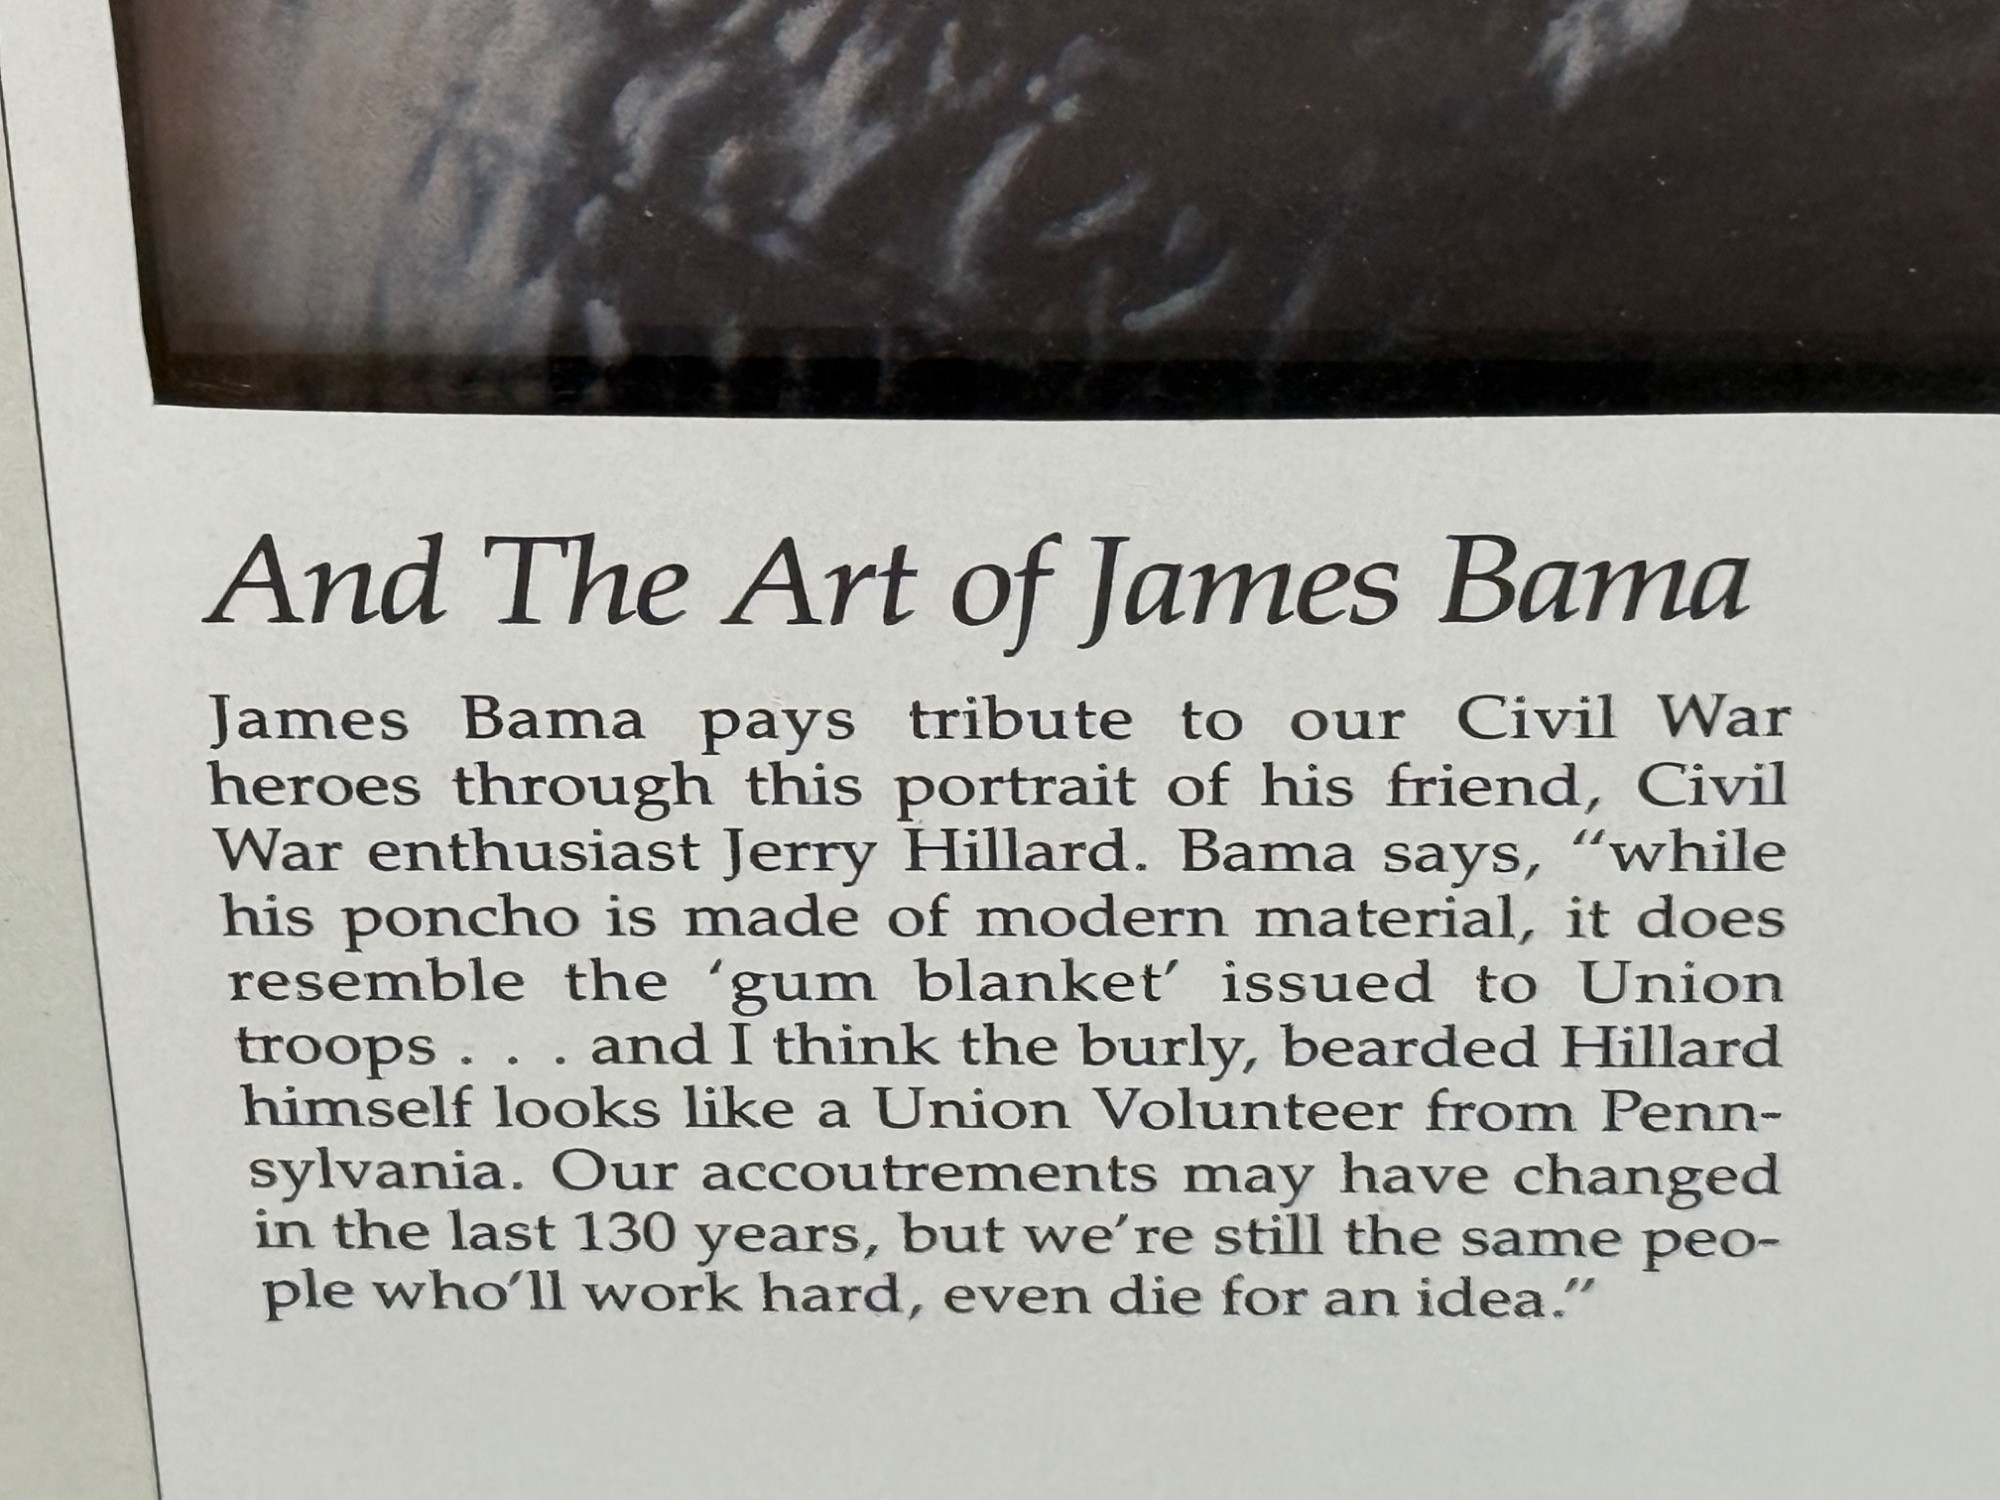 And The Art of James Bama
James Bama pays tribute to our Civil War
heroes through this portrait of his friend, Civil
War enthusiast Jerry Hillard. Bama says, “while
his poncho is made of modern material, it does
resemble the ‘gum blanket’ issued to Union
troops . . . and I think the burly, bearded Hillard
himself looks like a Union Volunteer from Penn-
sylvania. Our accoutrements may have changed
in the last 130 years, but we’re still the same peo-
ple who’ll work hard, even die for an idea.”